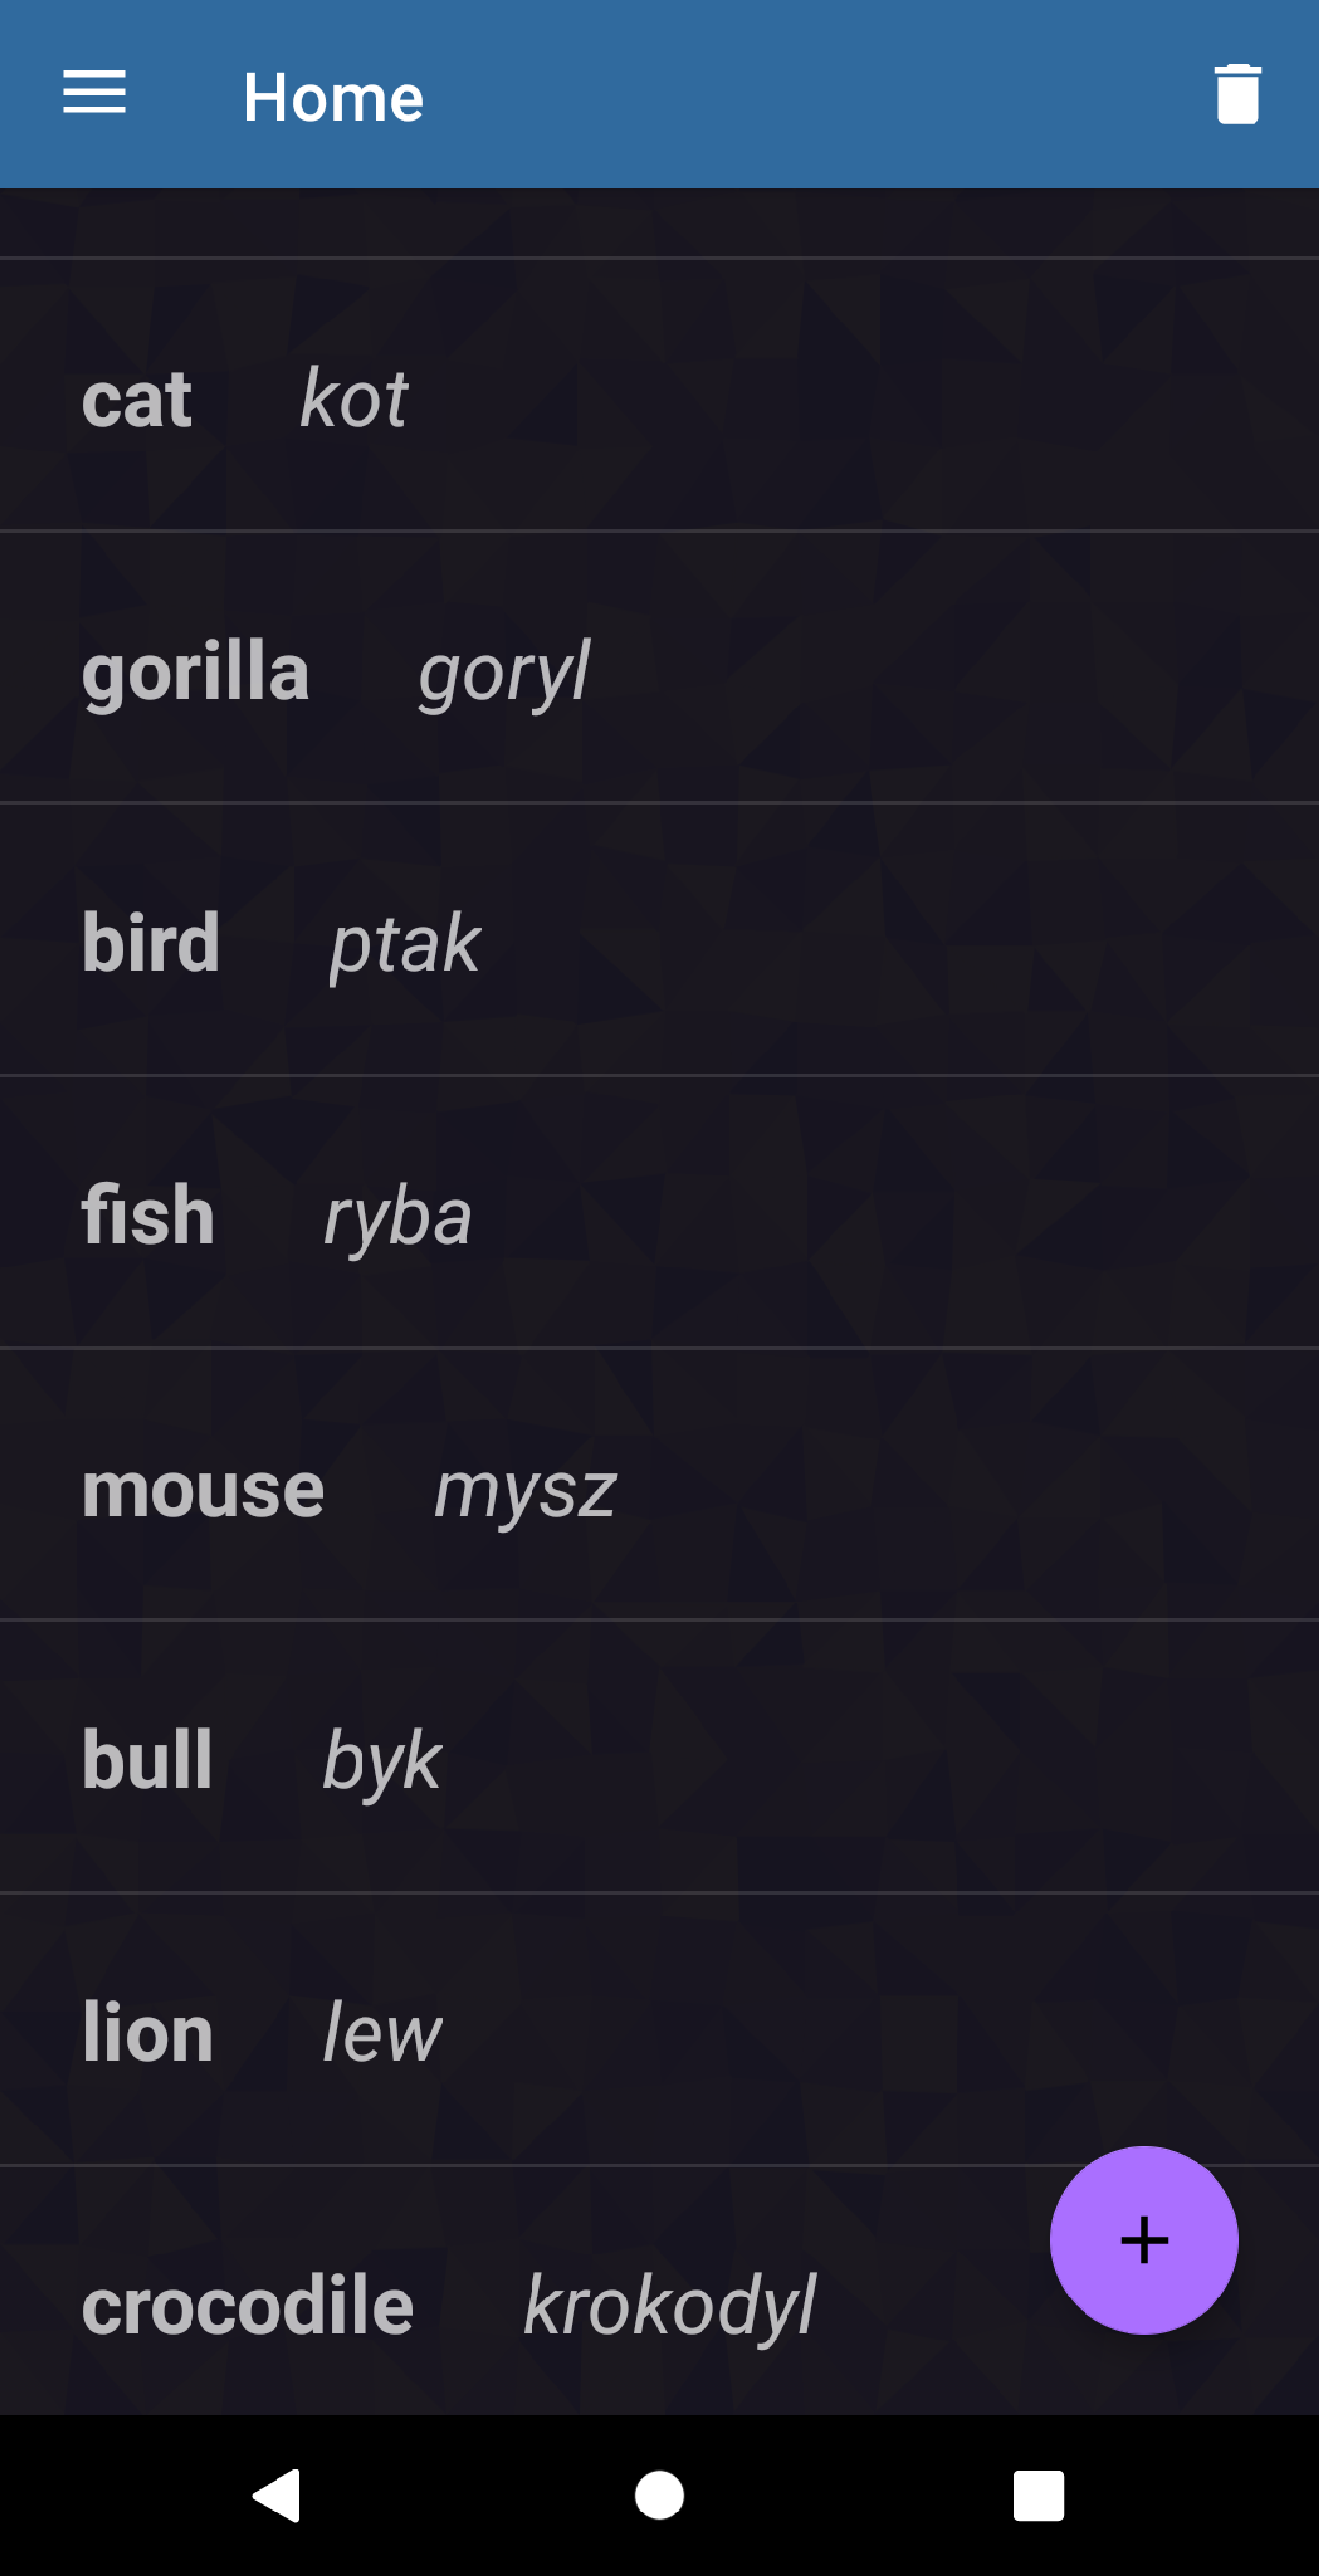 Home
cat kot
gorilla goryl
bird ptak
fish ryba
mouse mysz
bull byk
lion lew
crocodile krokodyl